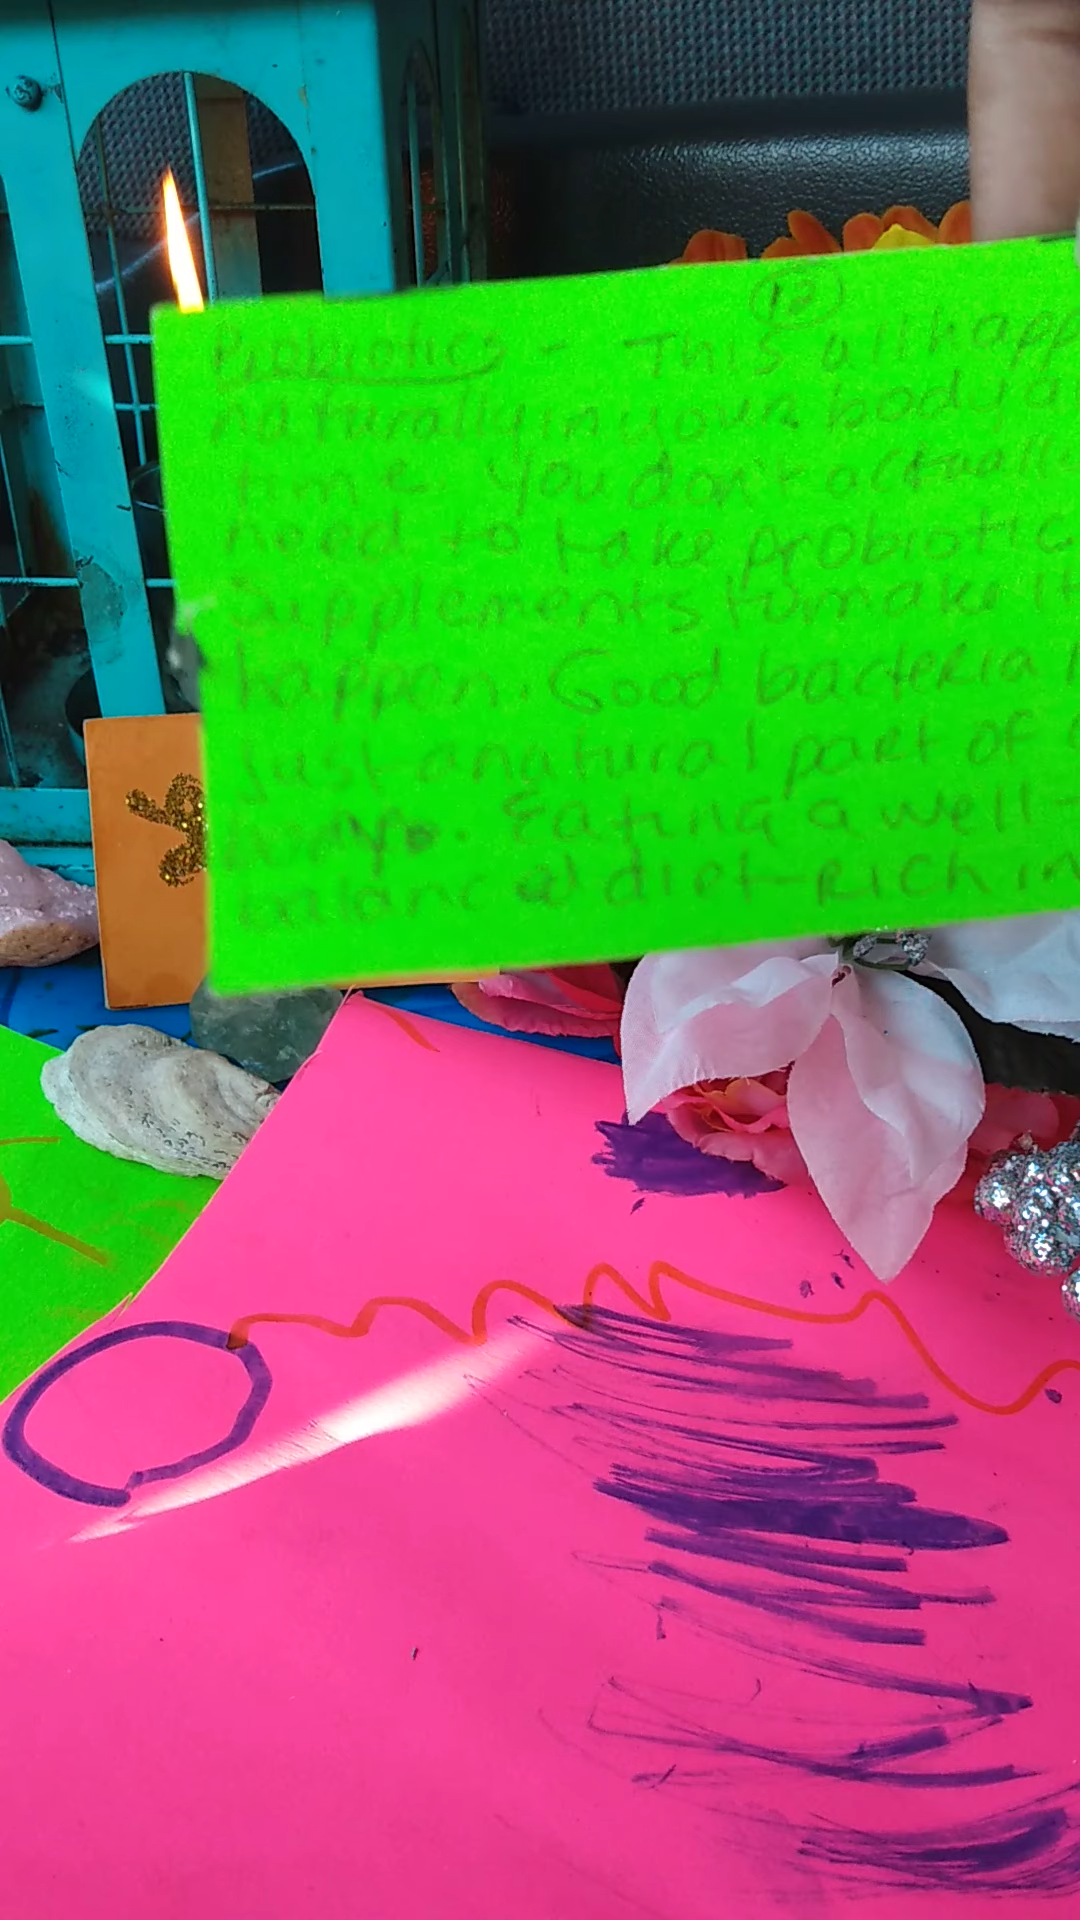 12
Probiotics - This all happ
naturally in your body a
time. You don't actuall
need to take probiotic
Supplements to make it
happen. Good bacteria i
just a natural part of
body. Eating a well -
balanced diet rich in